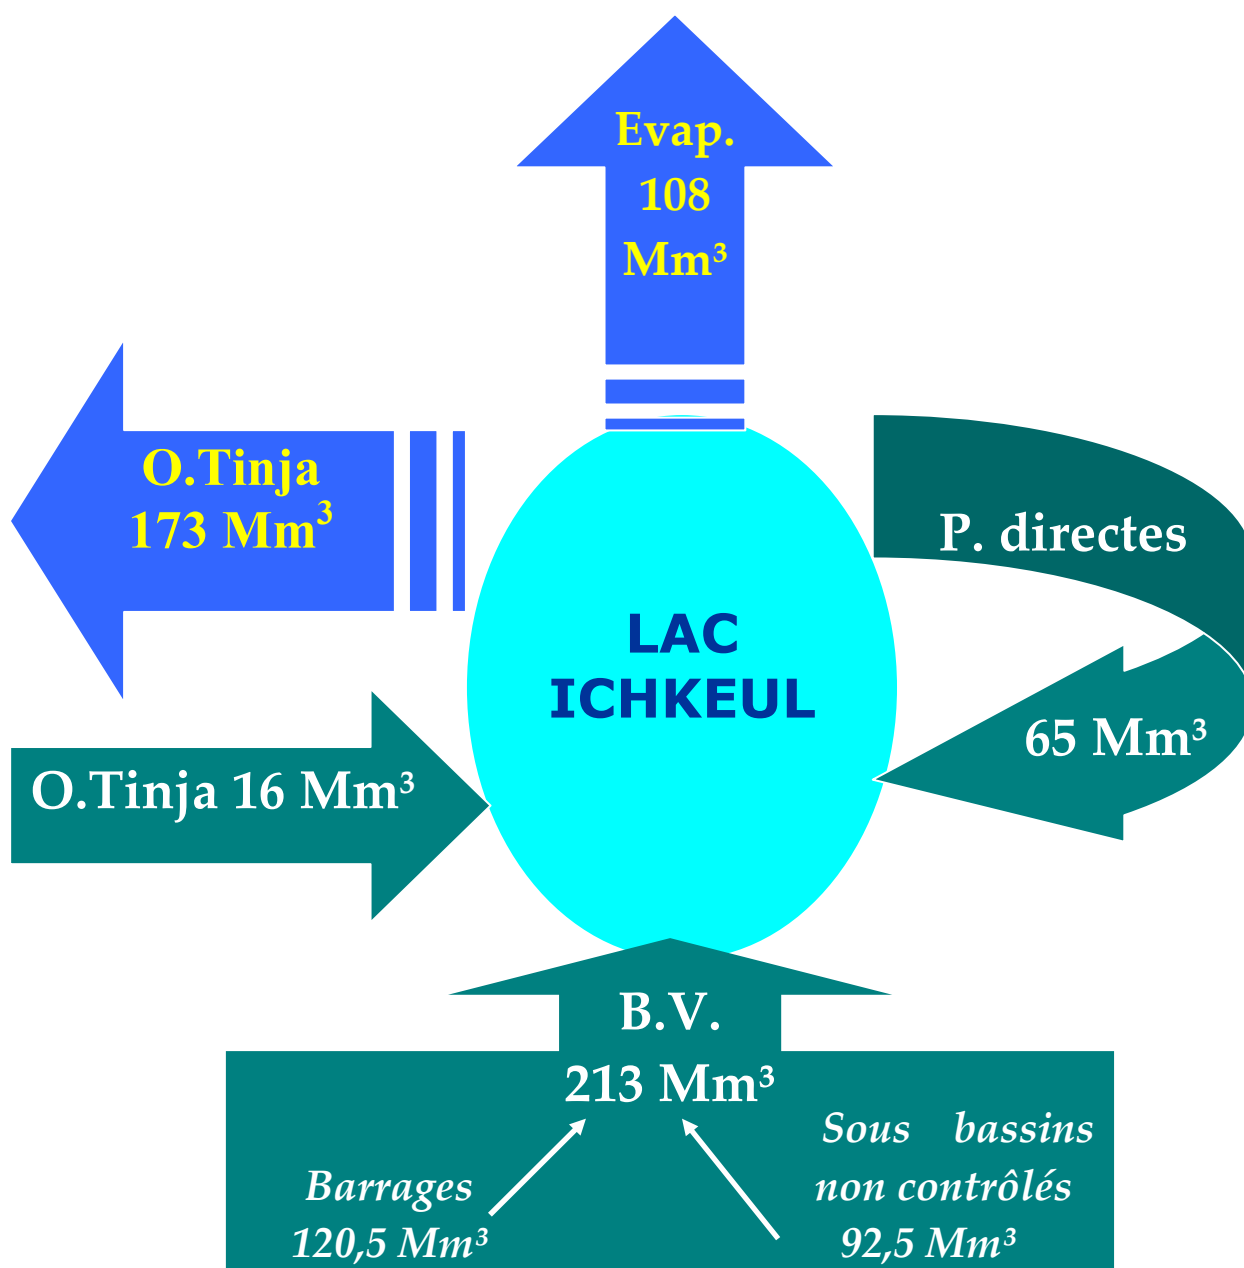 Evap.
108
Mm³
O.Tinja
173 Mm³
P. directes
LAC
ICHKEUL
65 Mm³
O.Tinja 16 Mm³
B.V.
213 Mm³
Barrages
120,5 Mm³
Sous bassins
non contrôlés
92,5 Mm³